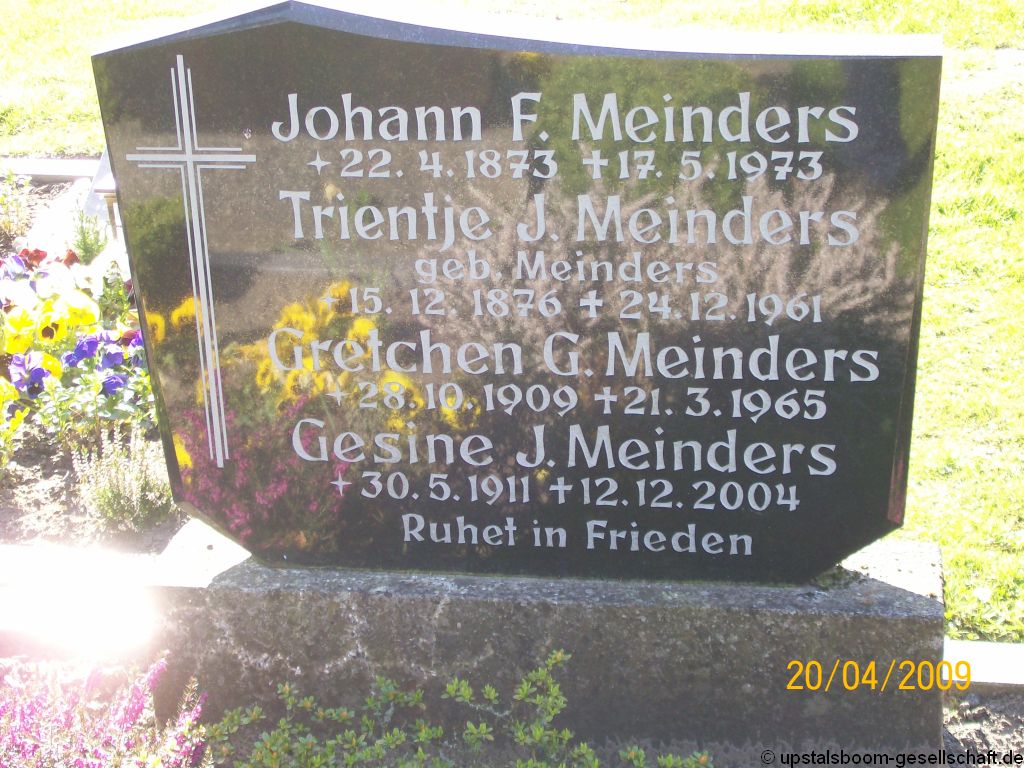 Johann F. Meinders
+22. 4. 1873 +17. 5. 1973
Trientje J. Meinders
geb. Meinders
+15. 12. 1876 + 24.12.1961
Gretchen G. Meinders
+28.10.1909 +21. 3.1965
Gesine J. Meinders
+30. 5.1911 +12.12.2004
Ruhet in Frieden
20/04/2009
© upstalsboom-gesellschaft.de